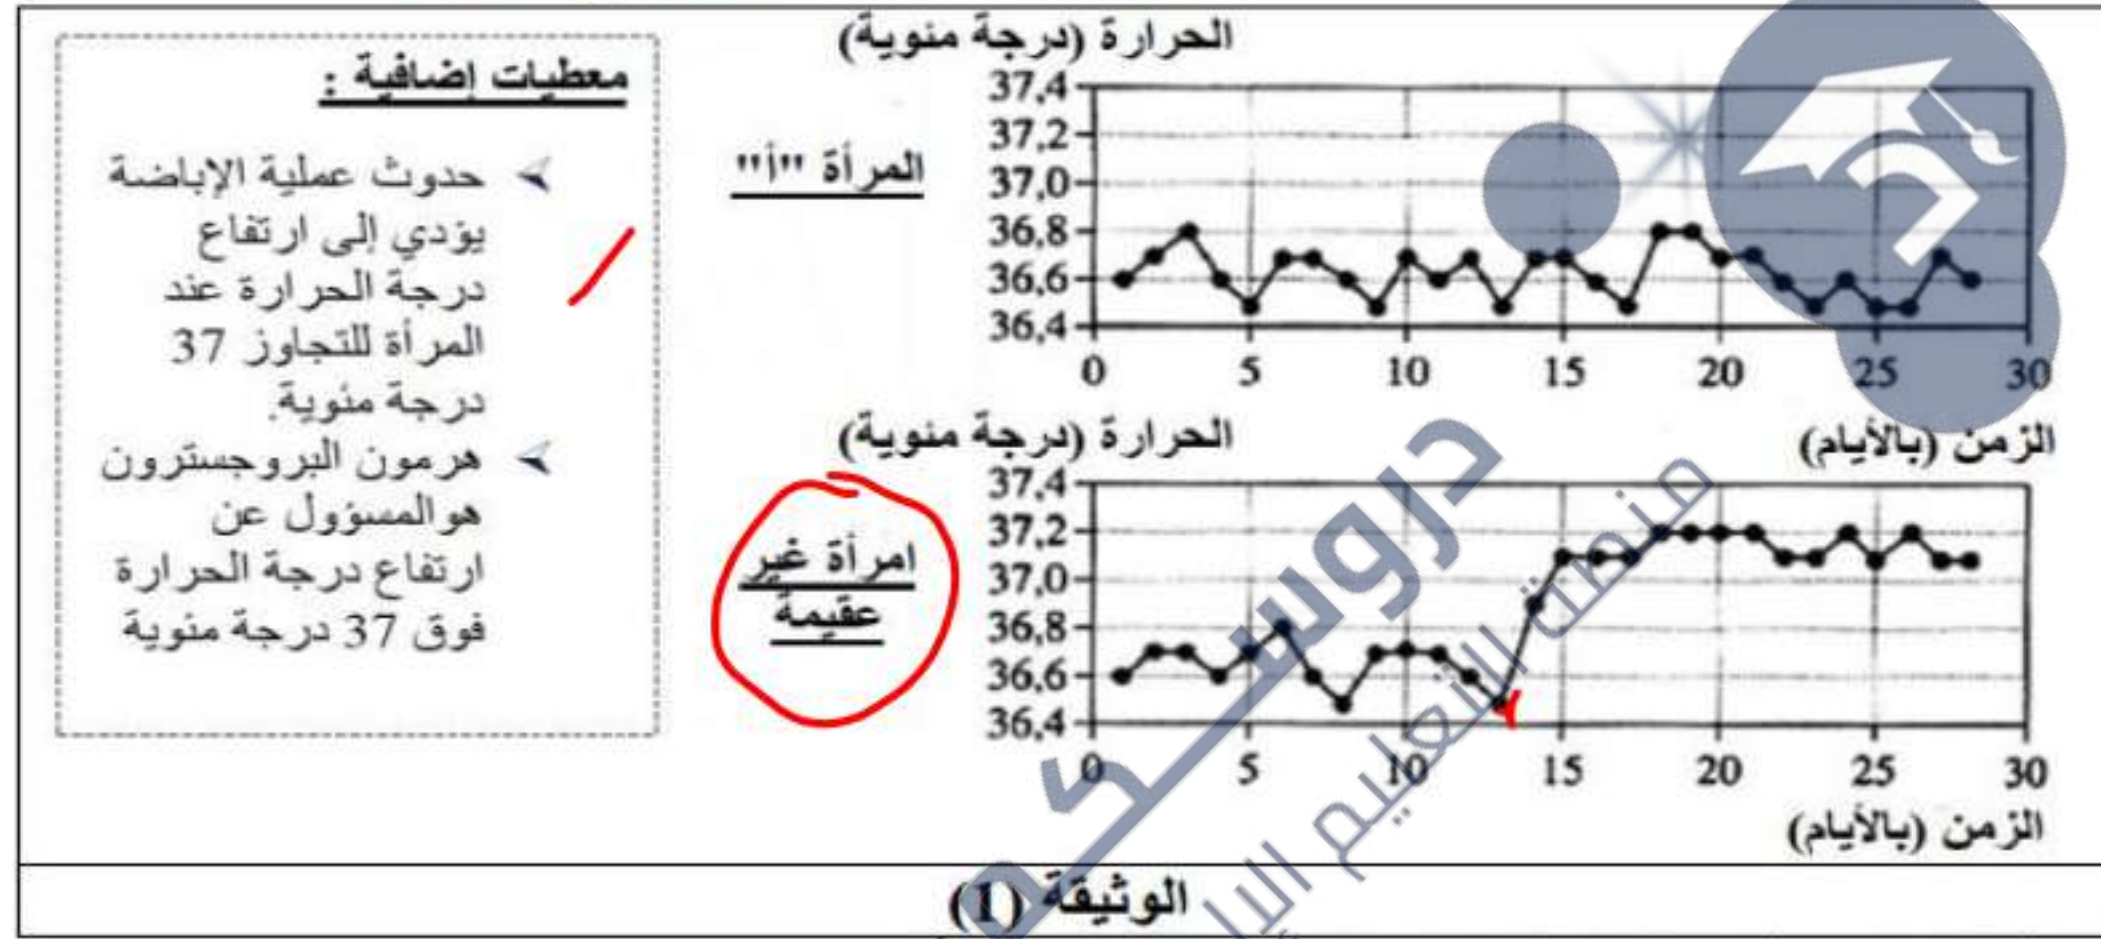 معطيات إضافية :
➢ حدوث عملية الإباضة
يؤدي إلى ارتفاع
درجة الحرارة عند
المرأة للتجاوز 37
درجة مئوية.
➢ هرمون البروجسترون
هوالمسؤول عن
ارتفاع درجة الحرارة
فوق 37 درجة مئوية
الحرارة (درجة مئوية)
المرأة "أ"
37,4
37,2
37,0
36,8
36,6
36,4
0 5 10 15 20 25 30
الزمن (بالأيام)
الحرارة (درجة مئوية)
امرأة غير
عقيمة
37,4
37,2
37,0
36,8
36,6
36,4
0 5 10 15 20 25 30
الزمن (بالأيام)
الوثيقة (1)
دروس
منصة التعليم